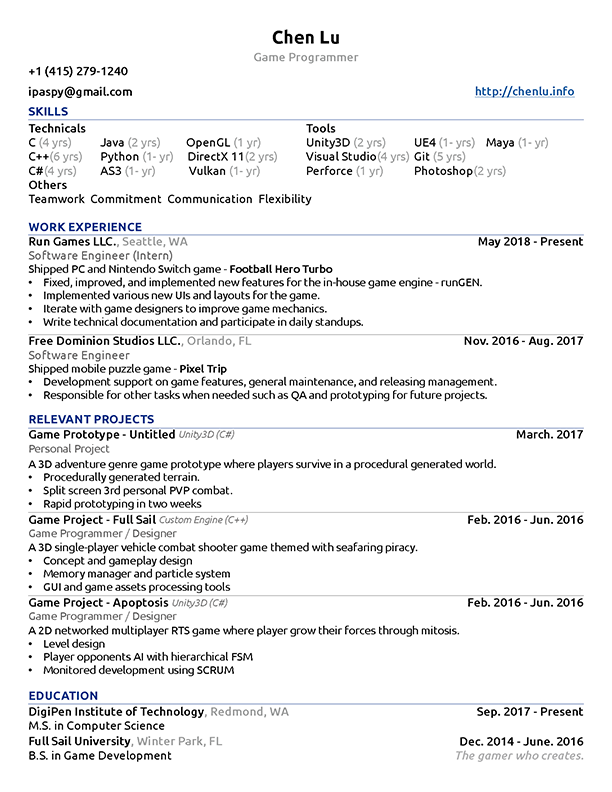 Chen Lu
Game Programmer
+1 (415) 279-1240
ipaspy@gmail.com http://chenlu.info
SKILLS
Technicals Tools
C (4 yrs) Java (2 yrs) OpenGL (1 yr) Unity3D (2 yrs) UE4 (1- yrs) Maya (1- yr)
C++(6 yrs) Python (1- yr) DirectX 11(2 yrs) Visual Studio(4 yrs) Git (5 yrs)
C#(4 yrs) AS3 (1- yr) Vulkan (1- yr) Perforce (1 yr) Photoshop(2 yrs)
Others
Teamwork Commitment Communication Flexibility
WORK EXPERIENCE
Run Games LLC., Seattle, WA May 2018 - Present
Software Engineer (Intern)
Shipped PC and Nintendo Switch game - Football Hero Turbo
• Fixed, improved, and implemented new features for the in-house game engine - runGEN.
• Implemented various new UIs and layouts for the game.
• Iterate with game designers to improve game mechanics.
• Write technical documentation and participate in daily standups.
Free Dominion Studios LLC., Orlando, FL Nov. 2016 - Aug. 2017
Software Engineer
Shipped mobile puzzle game - Pixel Trip
• Development support on game features, general maintenance, and releasing management.
• Responsible for other tasks when needed such as QA and prototyping for future projects.
RELEVANT PROJECTS
Game Prototype - Untitled Unity3D (C#) March. 2017
Personal Project
A 3D adventure genre game prototype where players survive in a procedural generated world.
• Procedurally generated terrain.
• Split screen 3rd personal PVP combat.
• Rapid prototyping in two weeks
Game Project - Full Sail Custom Engine (C++) Feb. 2016 - Jun. 2016
Game Programmer / Designer
A 3D single-player vehicle combat shooter game themed with seafaring piracy.
• Concept and gameplay design
• Memory manager and particle system
• GUI and game assets processing tools
Game Project - Apoptosis Unity3D (C#) Feb. 2016 - Jun. 2016
Game Programmer / Designer
A 2D networked multiplayer RTS game where player grow their forces through mitosis.
• Level design
• Player opponents AI with hierarchical FSM
• Monitored development using SCRUM
EDUCATION
DigiPen Institute of Technology, Redmond, WA Sep. 2017 - Present
M.S. in Computer Science
Full Sail University, Winter Park, FL Dec. 2014 - June. 2016
B.S. in Game Development The gamer who creates.